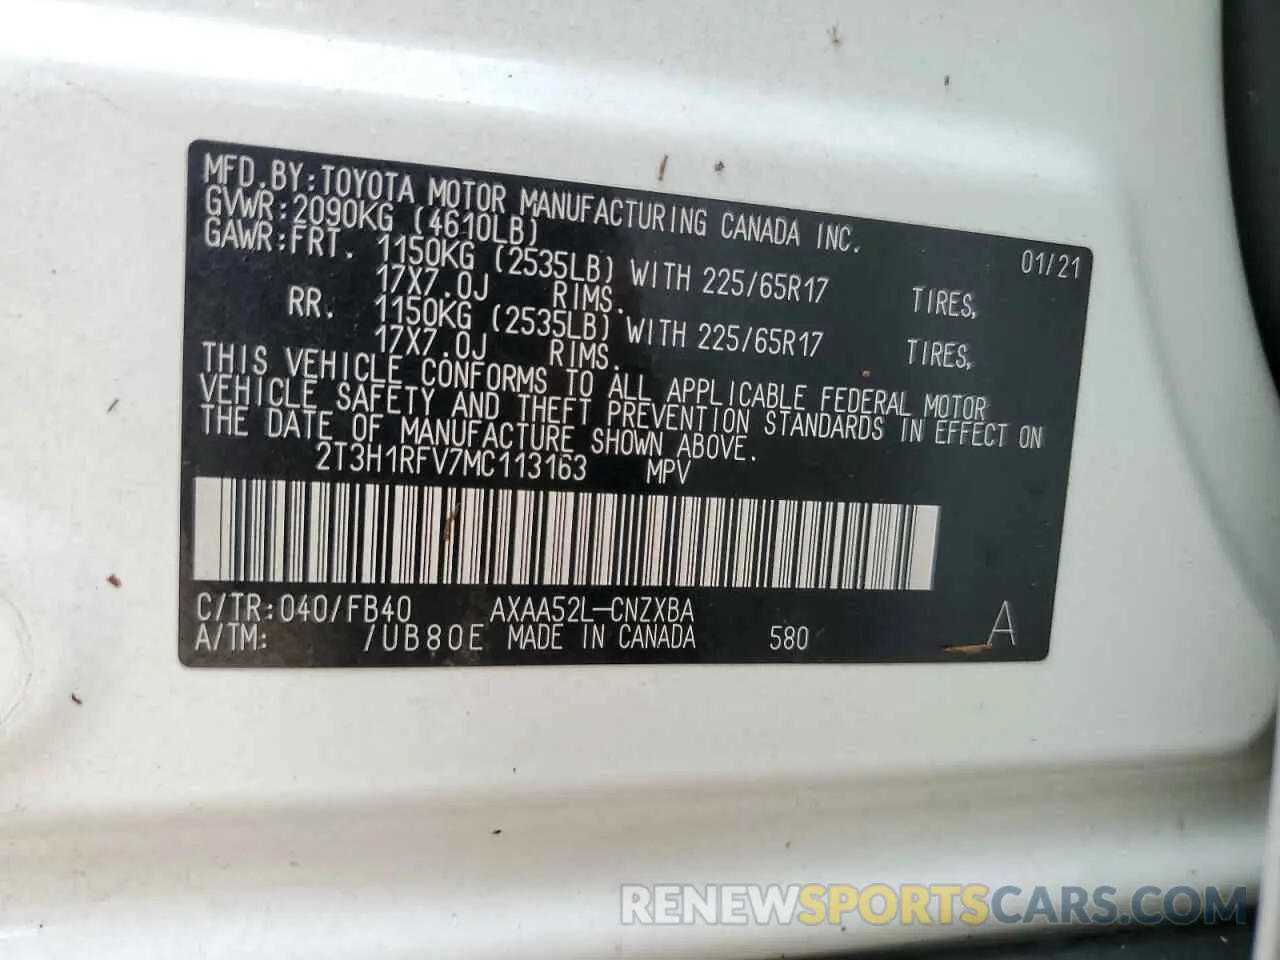 MFD.BY:TOYOTA MOTOR MANUFACTURING CANADA INC.
GVWR:2090KG (4610LB) 01/21
GAWR:FRT. 1150KG (2535LB) WITH 225/65R17 TIRES,
17X7.0J RIMS.
RR. 1150KG (2535LB) WITH 225/65R17 TIRES,
17X7.0J RIMS.
THIS VEHICLE CONFORMS TO ALL APPLICABLE FEDERAL MOTOR
VEHICLE SAFETY AND THEFT PREVENTION STANDARDS IN EFFECT ON
THE DATE OF MANUFACTURE SHOWN ABOVE.
2T3H1RFV7MC113163 MPV
C/TR:040/FB40 AXAA52L-CNZXBA
A/TM: /UB80E MADE IN CANADA 580 A
RENEWSPORTSCARS.COM